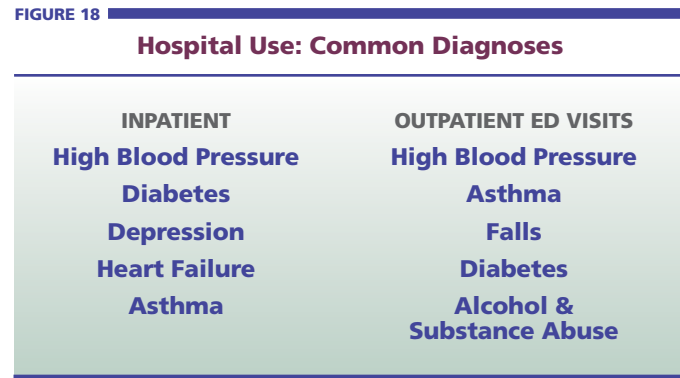 FIGURE 18
Hospital Use: Common Diagnoses
INPATIENT
High Blood Pressure
Diabetes
Depression
Heart Failure
Asthma
OUTPATIENT ED VISITS
High Blood Pressure
Asthma
Falls
Diabetes
Alcohol &
Substance Abuse